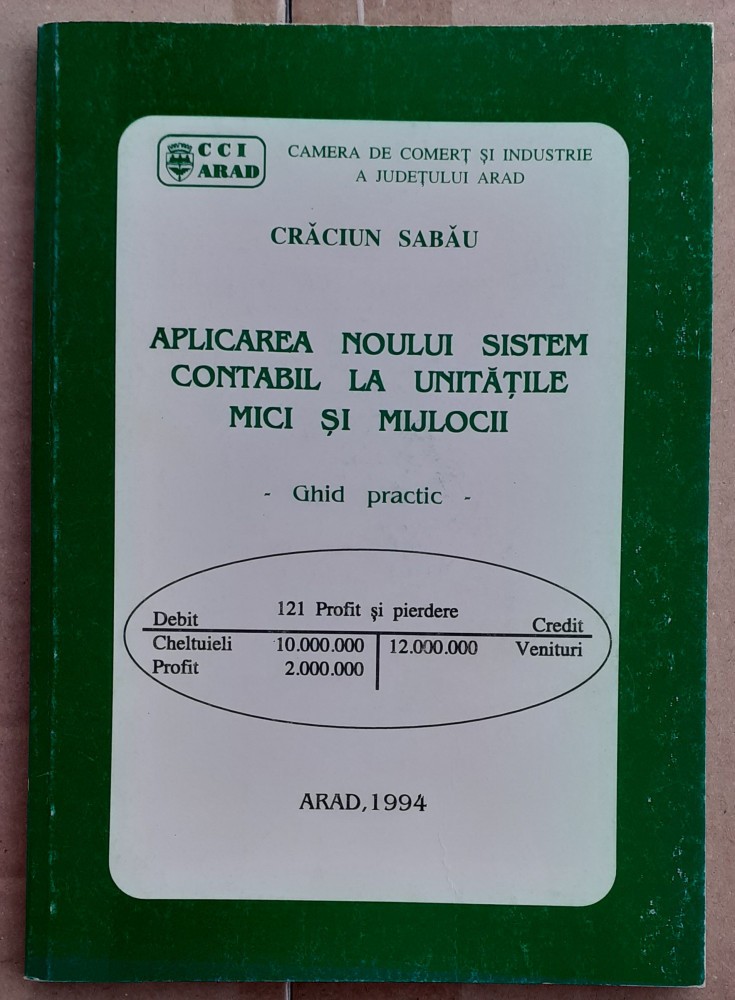 CCI
ARAD
CAMERA DE COMERȚ ȘI INDUSTRIE
A JUDEȚULUI ARAD
CRĂCIUN SABĂU
APLICAREA NOULUI SISTEM
CONTABIL LA UNITĂȚILE
MICI ȘI MIJLOCII
- Ghid practic -
Debit 121 Profit și pierdere Credit
Cheltuieli 10.000.000 12.000.000 Venituri
Profit 2.000.000
ARAD, 1994